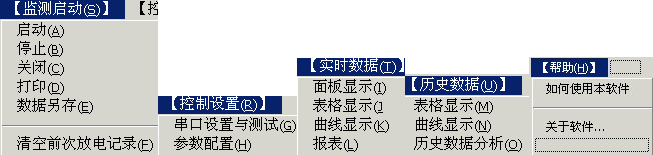 【监测启动(S)】 【控
启动(A)
停止(B)
关闭(C)
打印(D)
数据另存(E)
清空前次放电记录(F)
【控制设置(R)】
串口设置与测试(G)
参数配置(H)
【实时数据(T)】
面板显示(I)
表格显示(J
曲线显示(K)
报表(L)
【历史数据(U)】
表格显示(M)
曲线显示(N)
历史数据分析(O)
【帮助(H)】
如何使用本软件
关于软件...